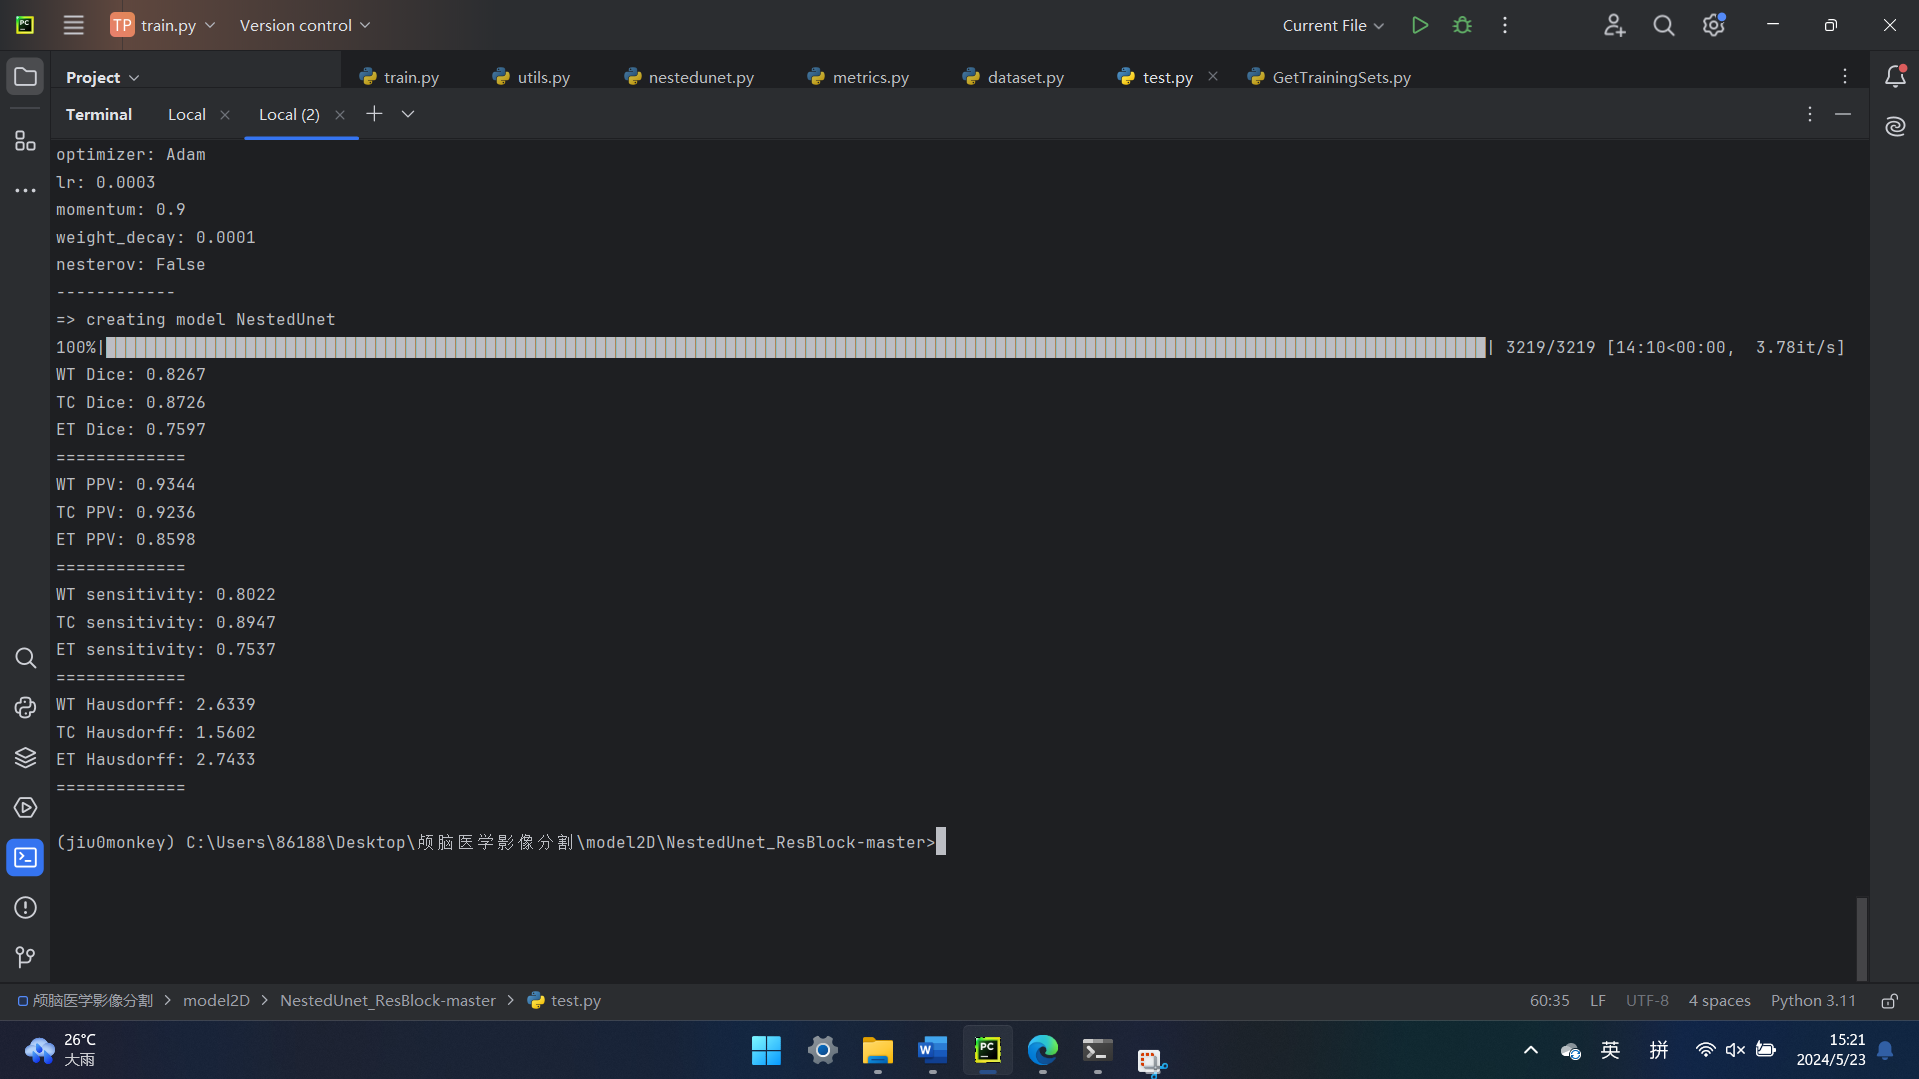 PC
TP train.py
Version control
Current File
Project
train.py
utils.py
nestedunet.py
metrics.py
dataset.py
test.py
GetTrainingSets.py
Terminal
Local
Local (2)
optimizer: Adam
lr: 0.0003
momentum: 0.9
weight_decay: 0.0001
nesterov: False
------------
=> creating model NestedUnet
100%| | 3219/3219 [14:10<00:00,  3.78it/s]
WT Dice: 0.8267
TC Dice: 0.8726
ET Dice: 0.7597
=============
WT PPV: 0.9344
TC PPV: 0.9236
ET PPV: 0.8598
=============
WT sensitivity: 0.8022
TC sensitivity: 0.8947
ET sensitivity: 0.7537
=============
WT Hausdorff: 2.6339
TC Hausdorff: 1.5602
ET Hausdorff: 2.7433
=============
(jiu0monkey) C:\Users\86188\Desktop\颅脑医学影像分割\model2D\NestedUnet_ResBlock-master>
颅脑医学影像分割 > model2D > NestedUnet_ResBlock-master > test.py
60:35 LF UTF-8 4 spaces Python 3.11
26°C
大雨
W
PC
英
拼
15:21
2024/5/23